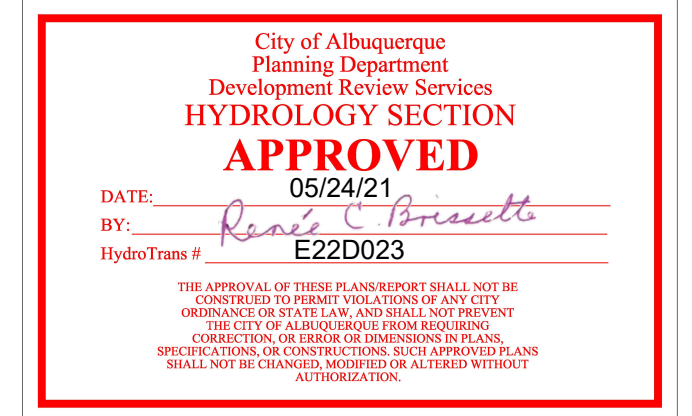 City of Albuquerque
Planning Department
Development Review Services
HYDROLOGY SECTION
APPROVED
DATE: 05/24/21
BY: Renée C. Brissette
HydroTrans # E22D023
THE APPROVAL OF THESE PLANS/REPORT SHALL NOT BE
CONSTRUED TO PERMIT VIOLATIONS OF ANY CITY
ORDINANCE OR STATE LAW, AND SHALL NOT PREVENT
THE CITY OF ALBUQUERQUE FROM REQUIRING
CORRECTION, OR ERROR OR DIMENSIONS IN PLANS,
SPECIFICATIONS, OR CONSTRUCTIONS. SUCH APPROVED PLANS
SHALL NOT BE CHANGED, MODIFIED OR ALTERED WITHOUT
AUTHORIZATION.